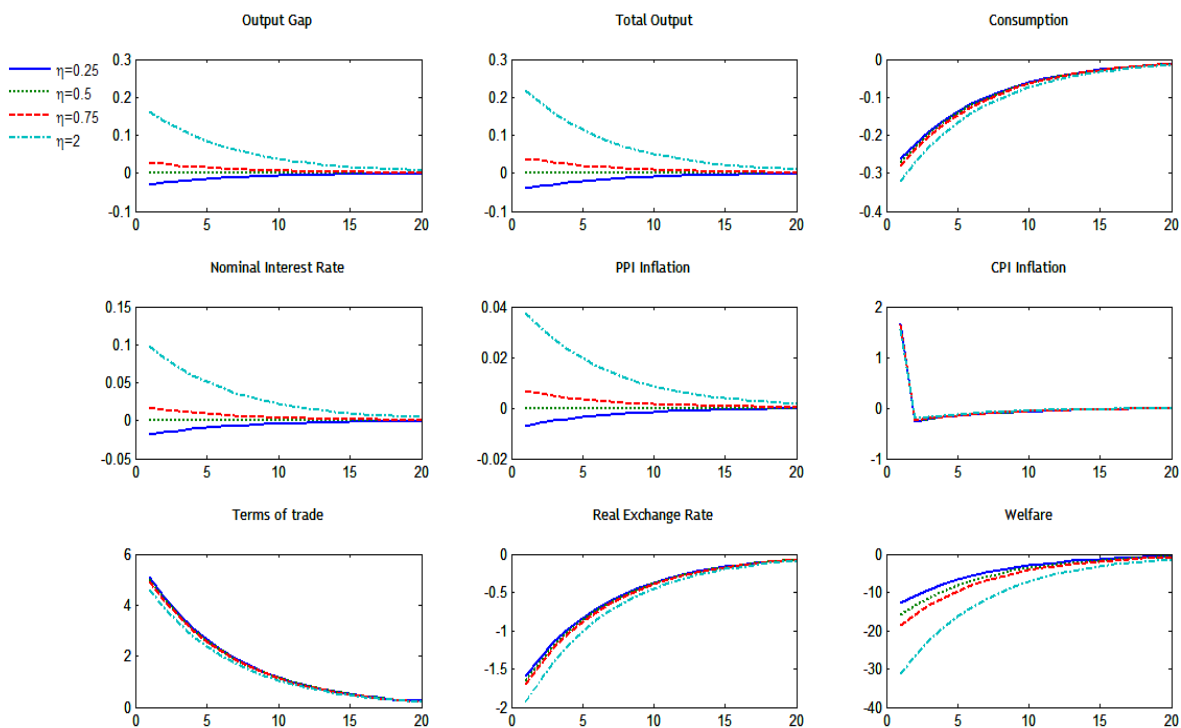 Output Gap
Total Output
Consumption
η=0.25
η=0.5
η=0.75
η=2
0.3
0.2
0.1
0
-0.1
0 5 10 15 20
0.3
0.2
0.1
0
-0.1
0 5 10 15 20
0
-0.1
-0.2
-0.3
-0.4
0 5 10 15 20
Nominal Interest Rate
PPI Inflation
CPI Inflation
0.15
0.1
0.05
0
-0.05
0 5 10 15 20
0.04
0.02
0
-0.02
0 5 10 15 20
2
1
0
-1
0 5 10 15 20
Terms of trade
Real Exchange Rate
Welfare
6
4
2
0
0 5 10 15 20
0
-0.5
-1
-1.5
-2
0 5 10 15 20
0
-10
-20
-30
-40
0 5 10 15 20